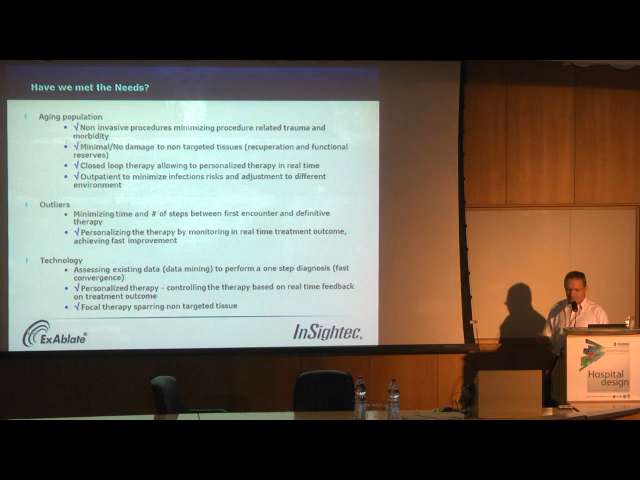 Have we met the Needs?
Aging population
• √Non invasive procedures minimizing procedure related trauma and
morbidity
• √Minimal/No damage to non targeted tissues (recuperation and functional
reserves)
• √Closed loop therapy allowing to personalized therapy in real time
• √Outpatient to minimize infections risks and adjustment to different
environment
Outliers
• Minimizing time and # of steps between first encounter and definitive
therapy
• √Personalizing the therapy by monitoring in real time treatment outcome,
achieving fast improvement
Technology
• Assessing existing data (data mining) to perform a one step diagnosis (fast
convergence)
• √Personalized therapy - controlling the therapy based on real time feedback
on treatment outcome
• √Focal therapy sparring non targeted tissue
ExAblate®
InSightec®
Hospital
design